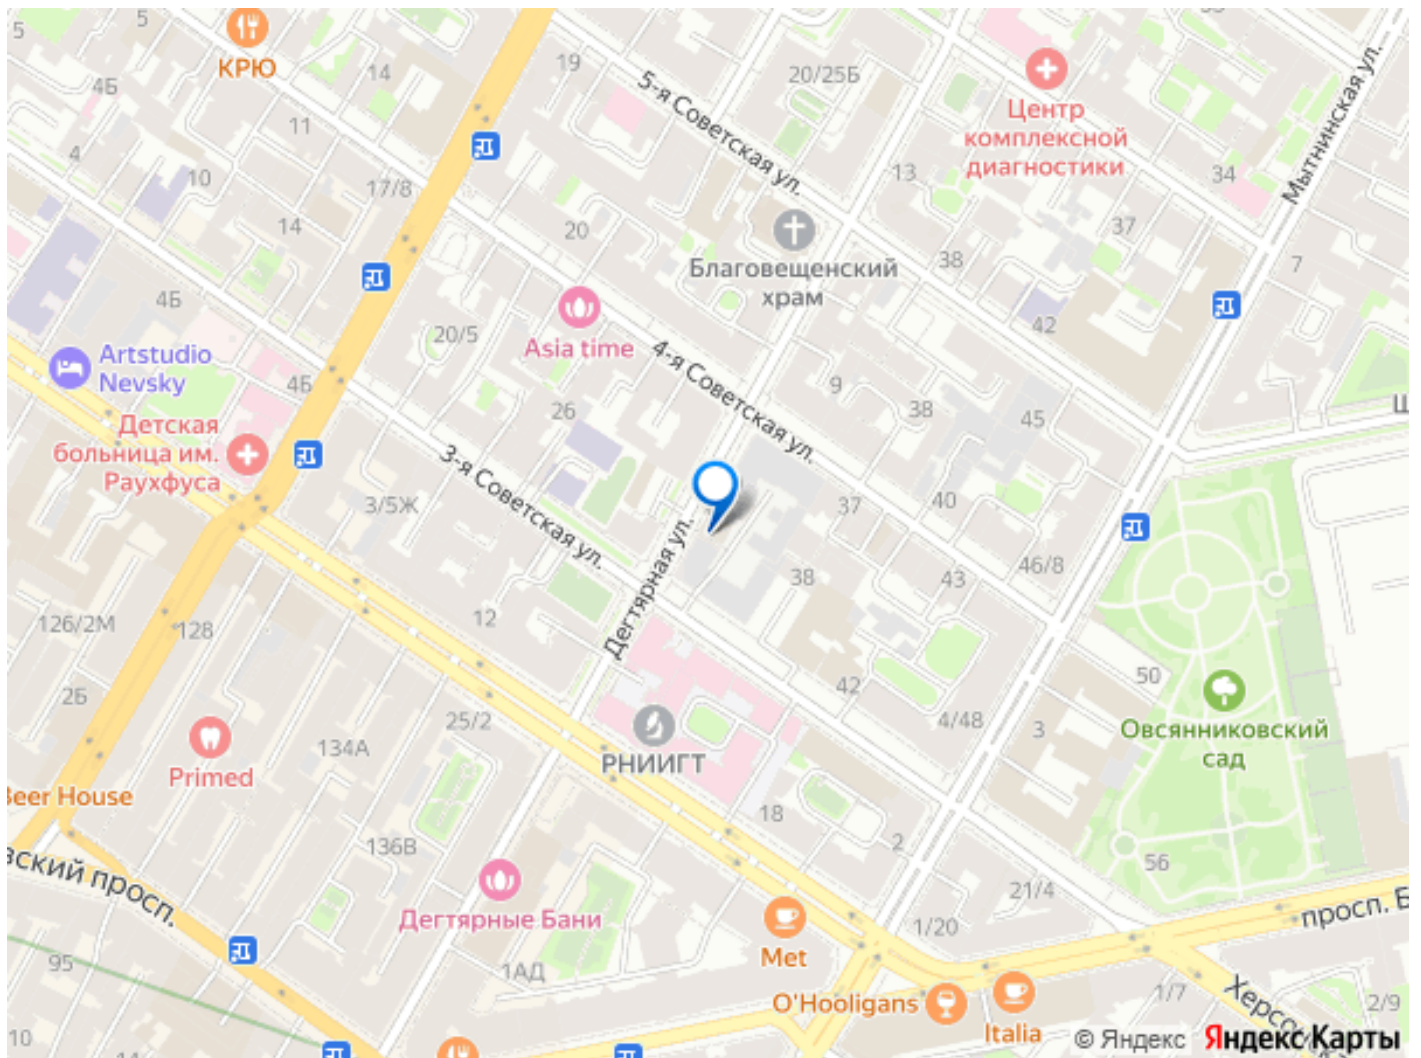 5
5
КРЮ
14
19
5-я Советская ул.
20/25Б
Центр
комплексной
диагностики
Мытнинская ул.
4Б
11
4
10
17/8
14
20
13
34
37
38
7
Благовещенский
храм
4Б
20/5
Asia time
4-я Советская ул.
42
9
38
45
Artstudio
Nevsky
4Б
Детская
больница им.
Раухфуса
26
3-я Советская ул.
3/5Ж
Дегтярная ул.
37
40
38
43
46/8
126/2М
128
12
2Б
42
4/48
50
3
Овсянниковский
сад
25/2
134А
РНИИГТ
Primed
Beer House
18
2
136В
56
21/4
вский просп.
Дегтярные Бани
1/20
просп. Б
Met
95
1АД
O'Hooligans
Italia
1/7
Херсо
2/9
10
© Яндекс Яндекс Карты